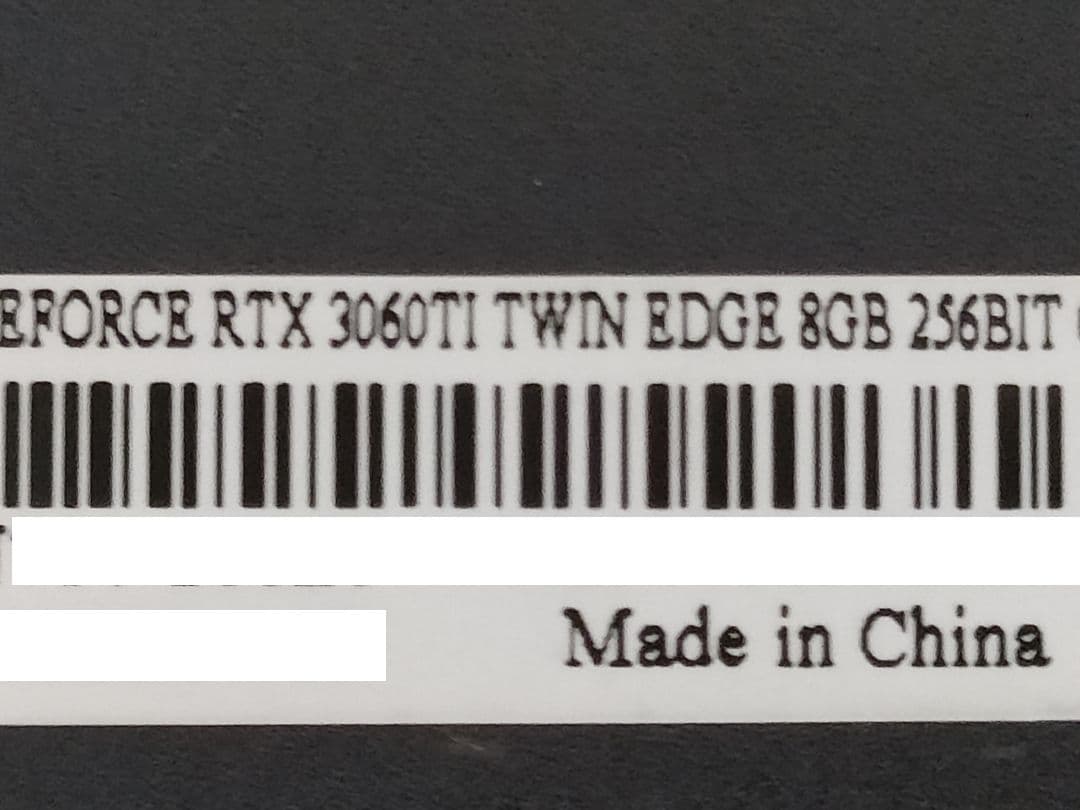 EFORCE RTX 3060TI TWIN EDGE 8GB 256BIT
Made in China